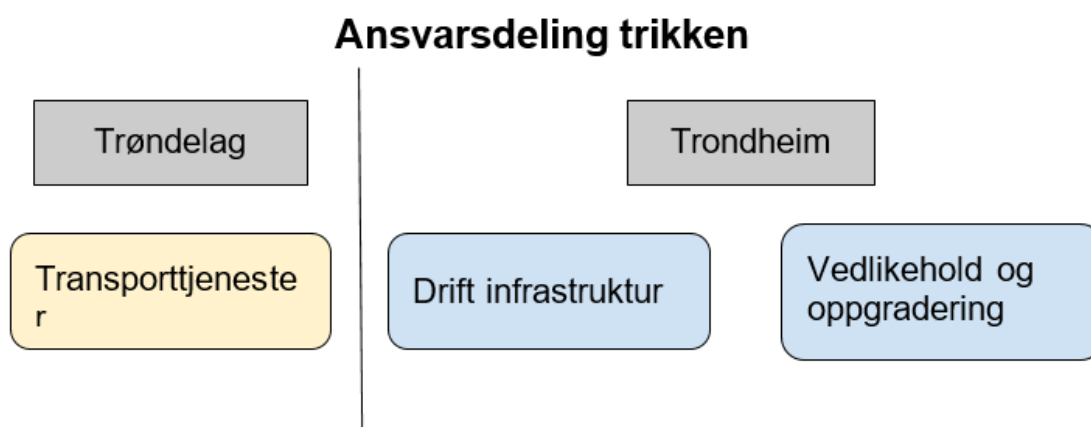 Ansvarsdeling trikken
Trøndelag
Trondheim
Transporttjeneste
r
Drift infrastruktur
Vedlikehold og
oppgradering